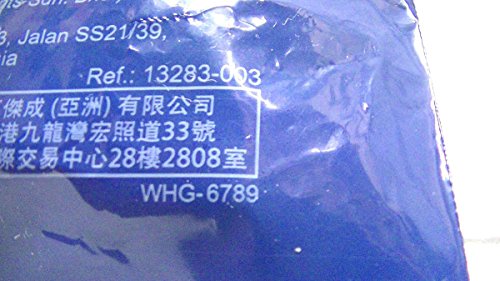 3, Jalan SS21/39,
ia
Ref.: 13283-003
傑成 (亞洲) 有限公司
港九龍灣宏照道33號
際交易中心28樓2808室
WHG-6789